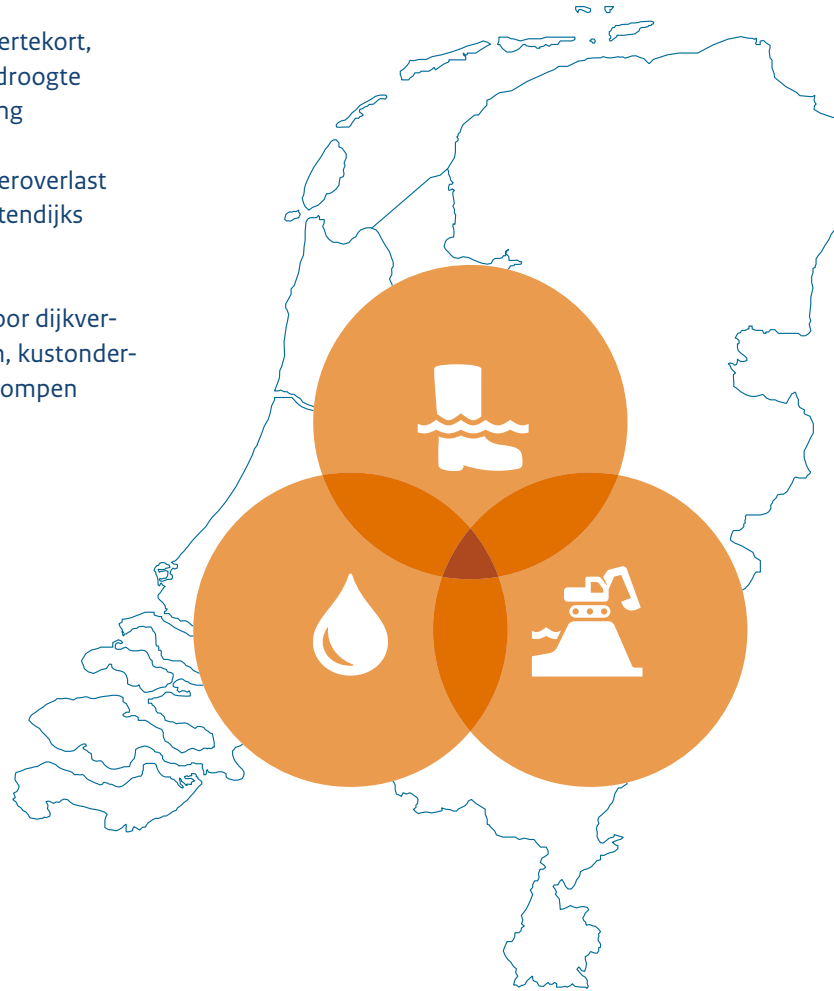 ertekort,
droogte
ng
eroverlast
tendijks
oor dijkver-
n, kustonder-
ompen